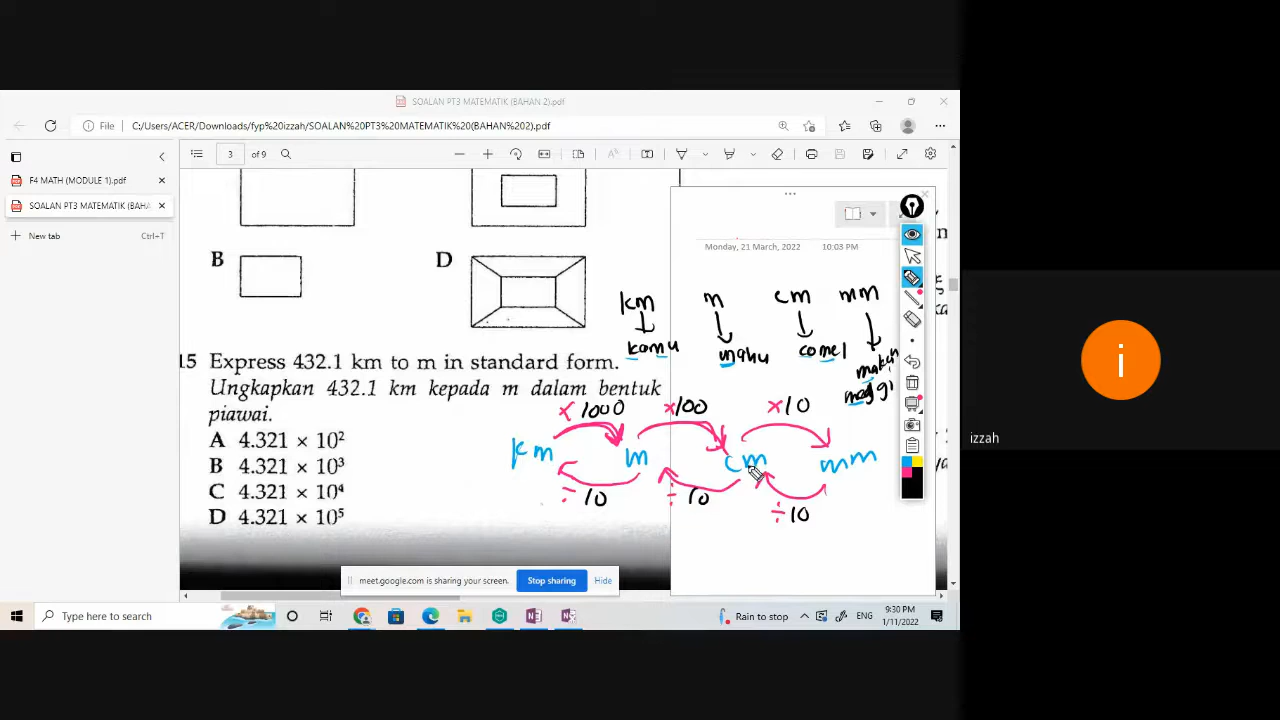 SOALAN PT3 MATEMATIK (BAHAN 2).pdf
File C:/Users/ACER/Downloads/fyp%20izzah/SOALAN%20PT3%20MATEMATIK%20(BAHAN%202).pdf
3 of 9
F4 MATH (MODULE 1).pdf
SOALAN PT3 MATEMATIK (BAHA
New tab Ctrl+T
B
D
Monday, 21 March, 2022 10:03 PM
km m cm mm
kamu mahu comel makan
maggi
15 Express 432.1 km to m in standard form.
Ungkapkan 432.1 km kepada m dalam bentuk
piawai.
A 4.321 × 10²
B 4.321 × 10³
C 4.321 × 10⁴
D 4.321 × 10⁵
×1000 ×100 ×10
km m cm mm
÷10 ÷10 ÷10
izzah
i
meet.google.com is sharing your screen. Stop sharing Hide
Type here to search
Rain to stop
ENG
9:30 PM
1/11/2022